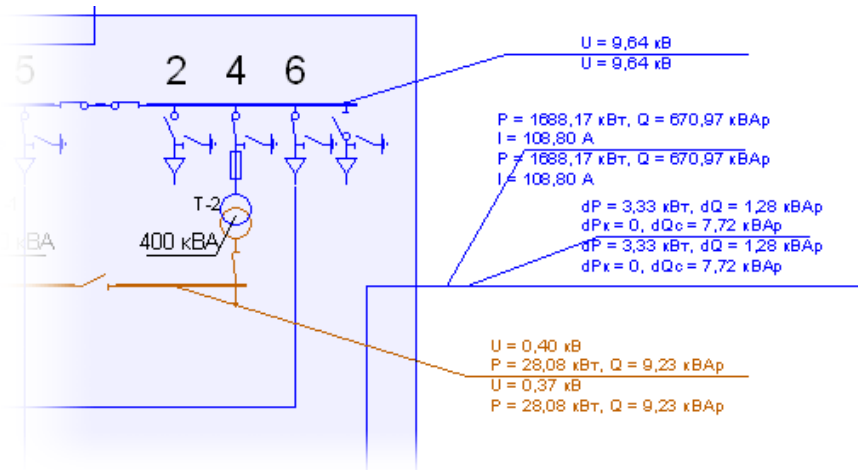 5 2 4 6
U = 9,64 кВ
U = 9,64 кВ
P = 1688,17 кВт, Q = 670,97 кВАр
I = 108,80 А
P = 1688,17 кВт, Q = 670,97 кВАр
I = 108,80 А
Т-2
400 кВА
dP = 3,33 кВт, dQ = 1,28 кВАр
dPк = 0, dQс = 7,72 кВАр
dP = 3,33 кВт, dQ = 1,28 кВАр
dPк = 0, dQс = 7,72 кВАр
U = 0,40 кВ
P = 28,08 кВт, Q = 9,23 кВАр
U = 0,37 кВ
P = 28,08 кВт, Q = 9,23 кВАр